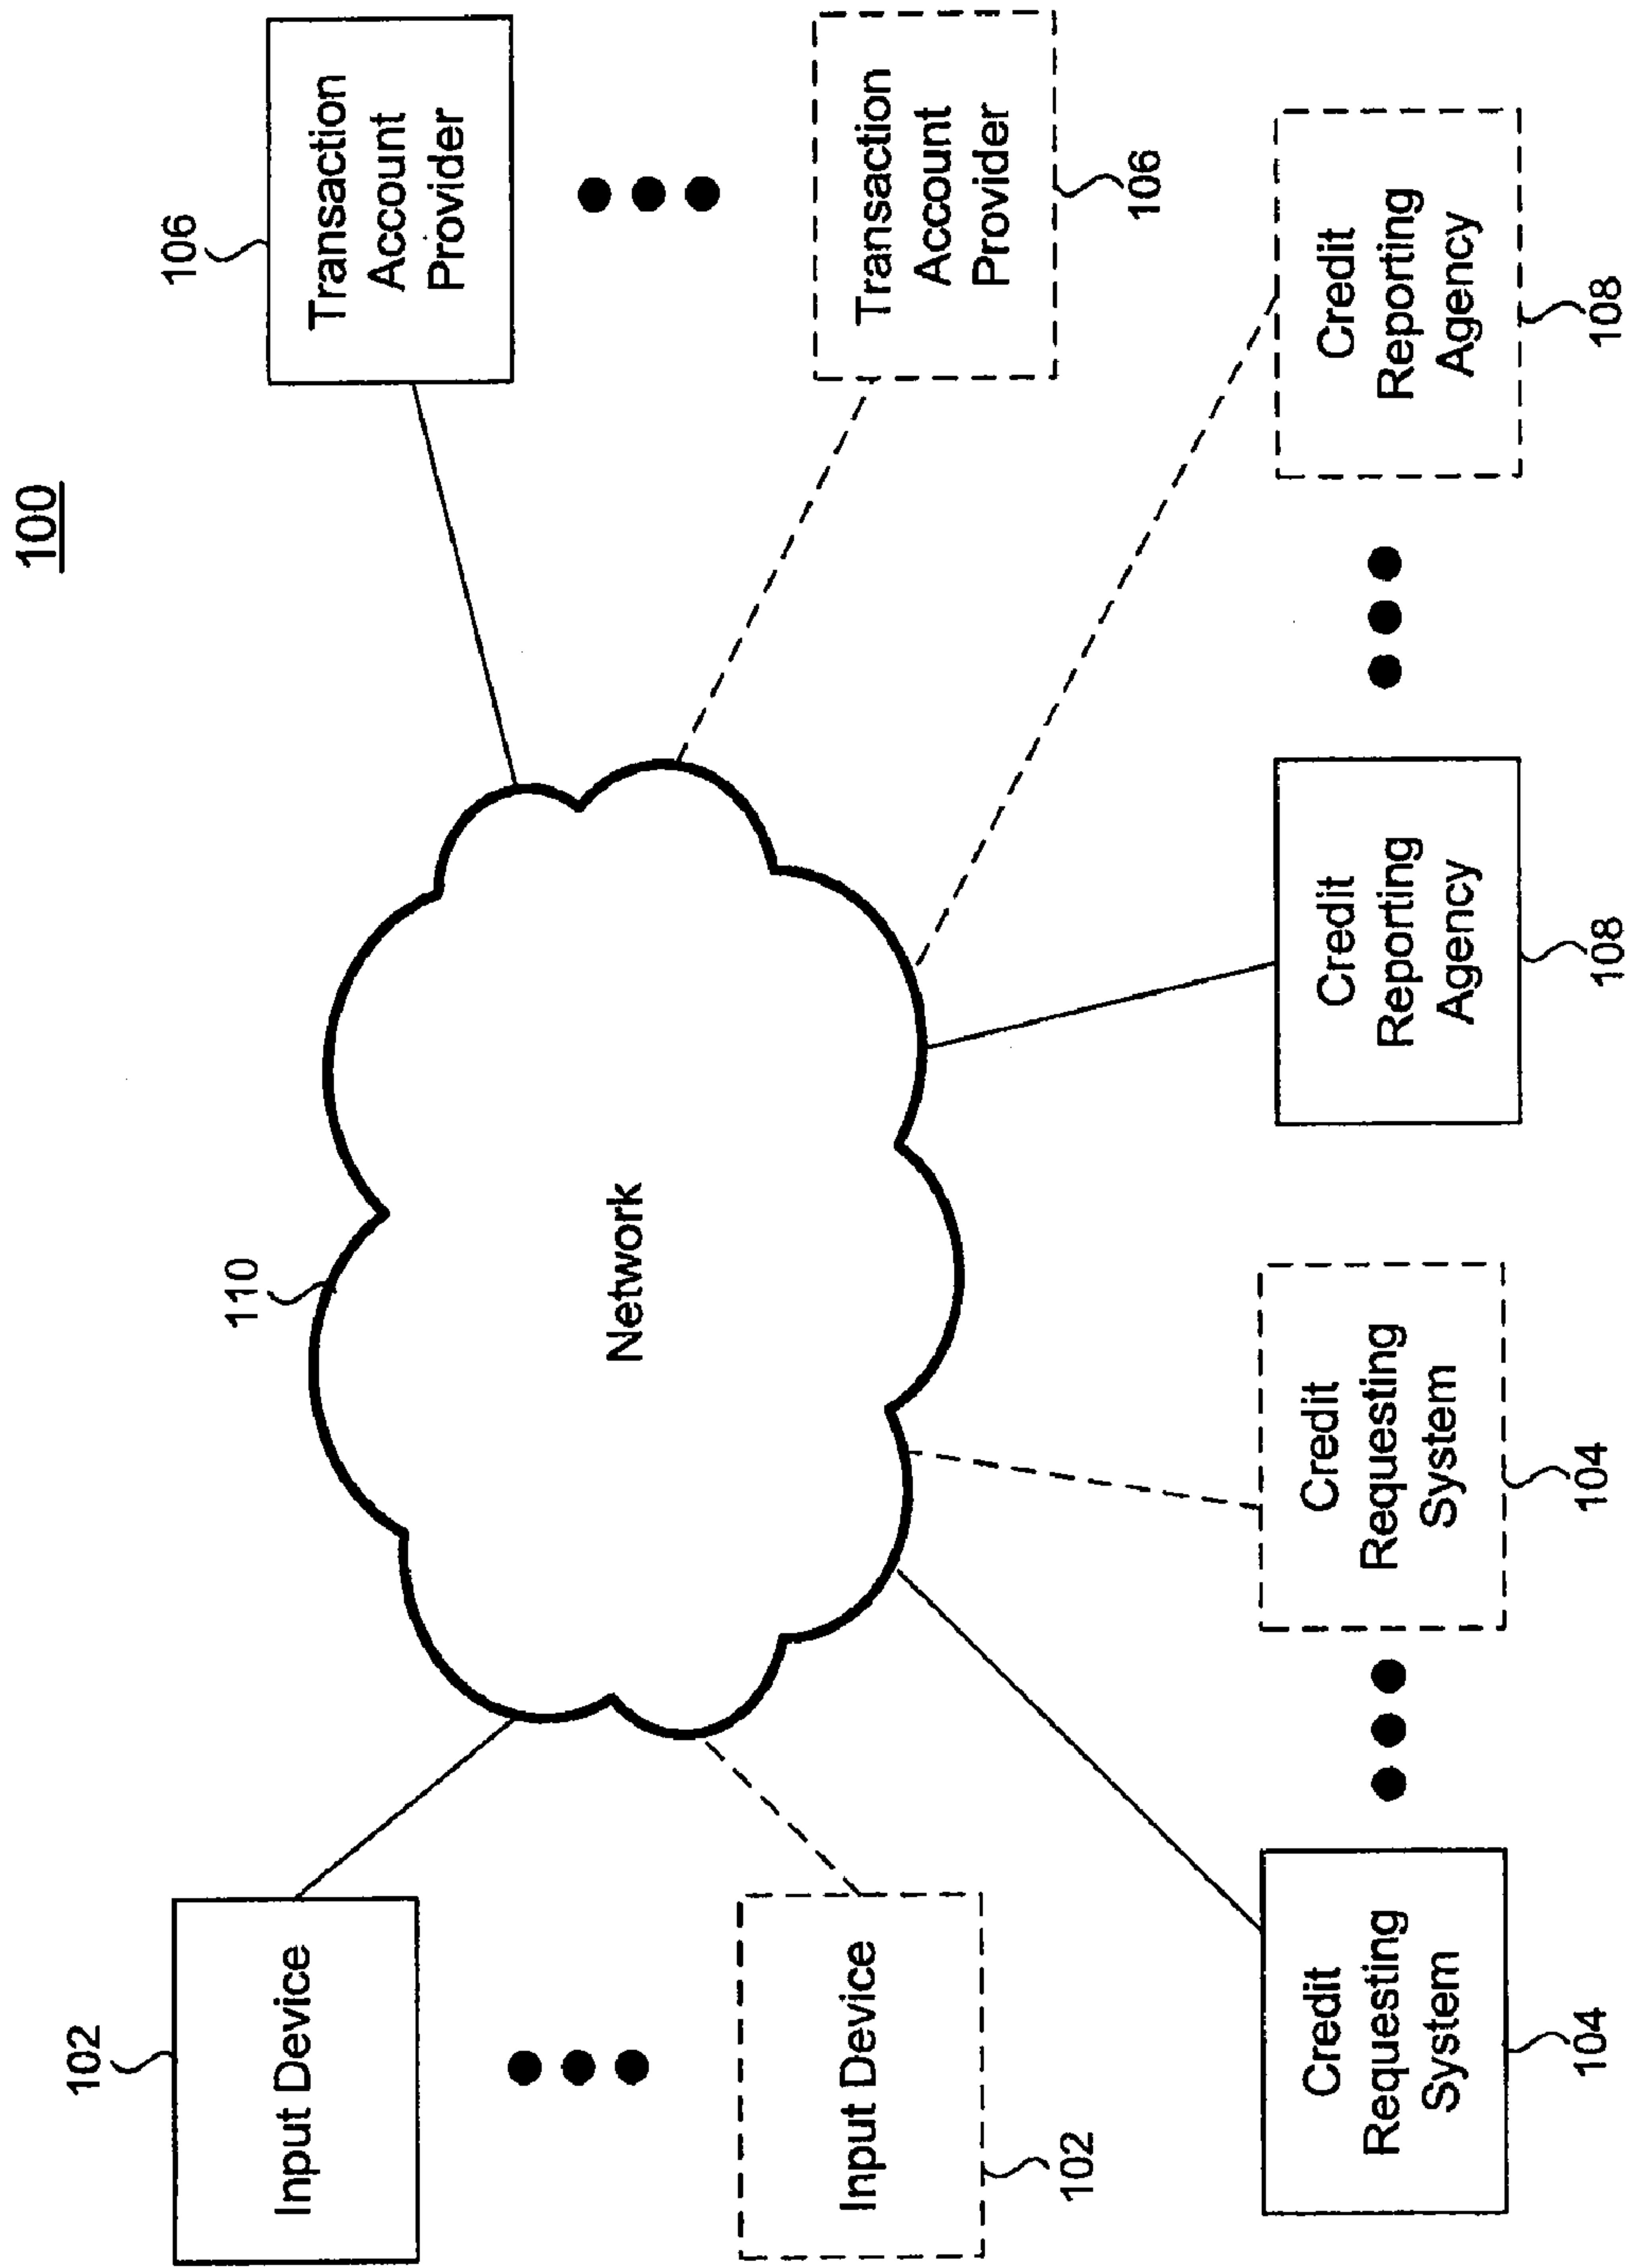 100
102
Input Device
102
Input Device
110
Network
106
Transaction
Account
Provider
106
Transaction
Account
Provider
Credit
Requesting
System
104
Credit
Requesting
System
104
Credit
Reporting
Agency
108
Credit
Reporting
Agency
108